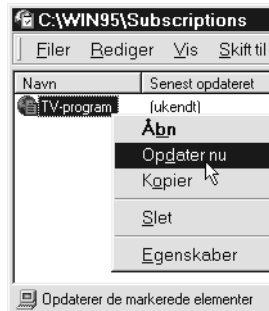 C:\WIN95\Subscriptions
Filer Rediger Vis Skift til
Navn Senest opdateret
TV-program (ukendt)
Åbn
Opdater nu
Kopier
Slet
Egenskaber
Opdaterer de markerede elementer